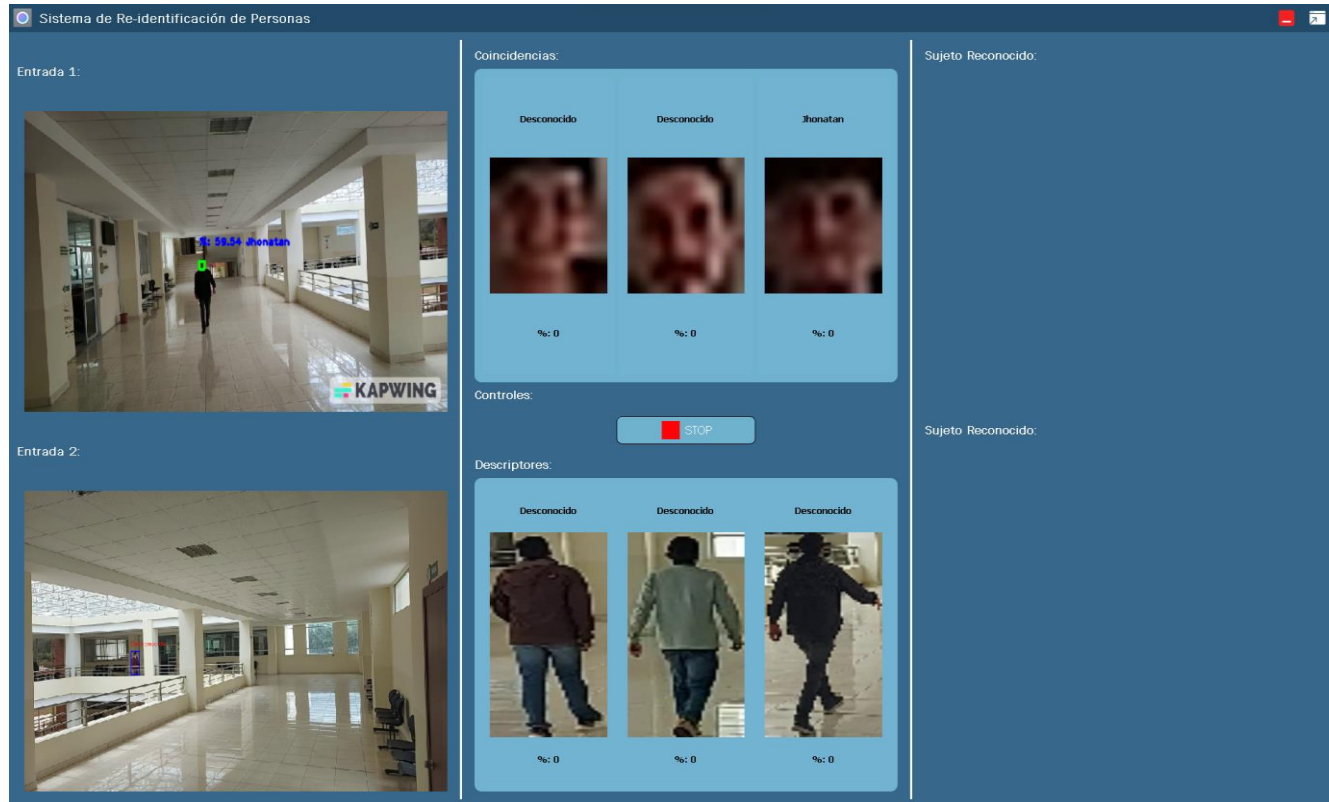 Sistema de Re-identificación de Personas
Entrada 1:
%: 59.54 Jhonatan
KAPWING
Entrada 2:
Coincidencias:
Desconocido Desconocido Jhonatan
%: 0 %: 0 %: 0
Controles:
STOP
Descriptores:
Desconocido Desconocido Desconocido
%: 0 %: 0 %: 0
Sujeto Reconocido:
Sujeto Reconocido: